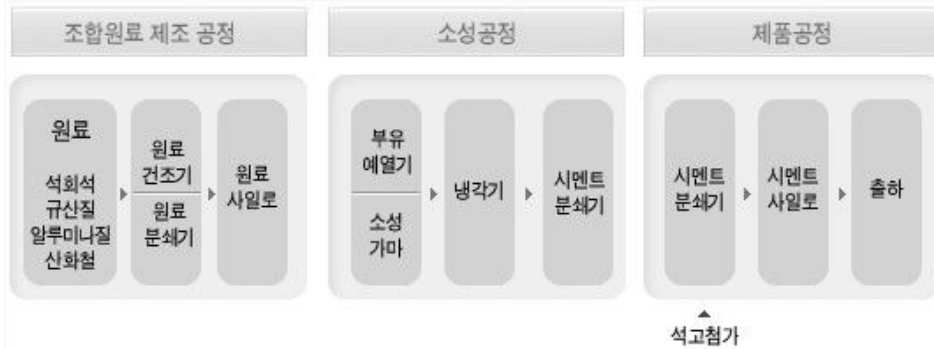 조합원료 제조 공정
소성공정
제품공정
원료
석회석
규산질
알루미나질
산화철
원료
건조기
원료
분쇄기
원료
사일로
부유
예열기
소성
가마
냉각기
시멘트
분쇄기
시멘트
분쇄기
시멘트
사일로
출하
석고첨가